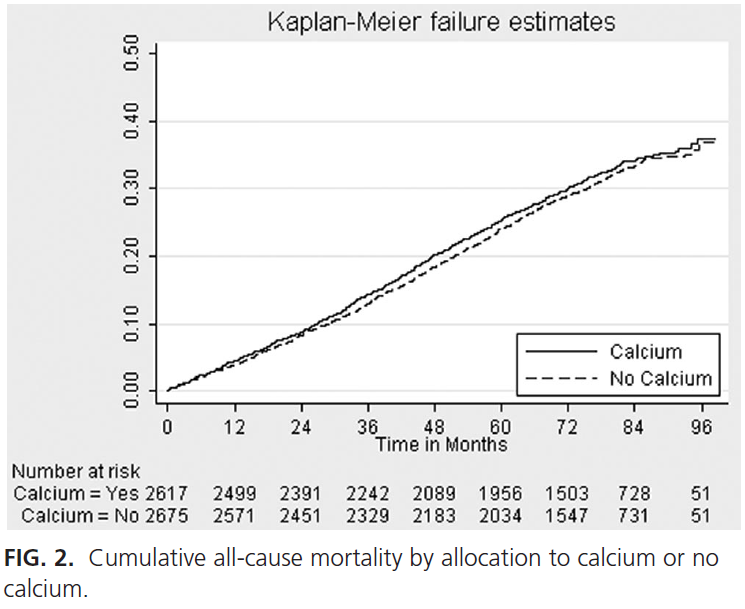 Kaplan-Meier failure estimates
0.50
0.40
0.30
0.20
0.10
0.00
Calcium
No Calcium
0 12 24 36 48 60 72 84 96
Time in Months
Number at risk
Calcium = Yes 2617 2499 2391 2242 2089 1956 1503 728 51
Calcium = No 2675 2571 2451 2329 2183 2034 1547 731 51
FIG. 2. Cumulative all-cause mortality by allocation to calcium or no
calcium.